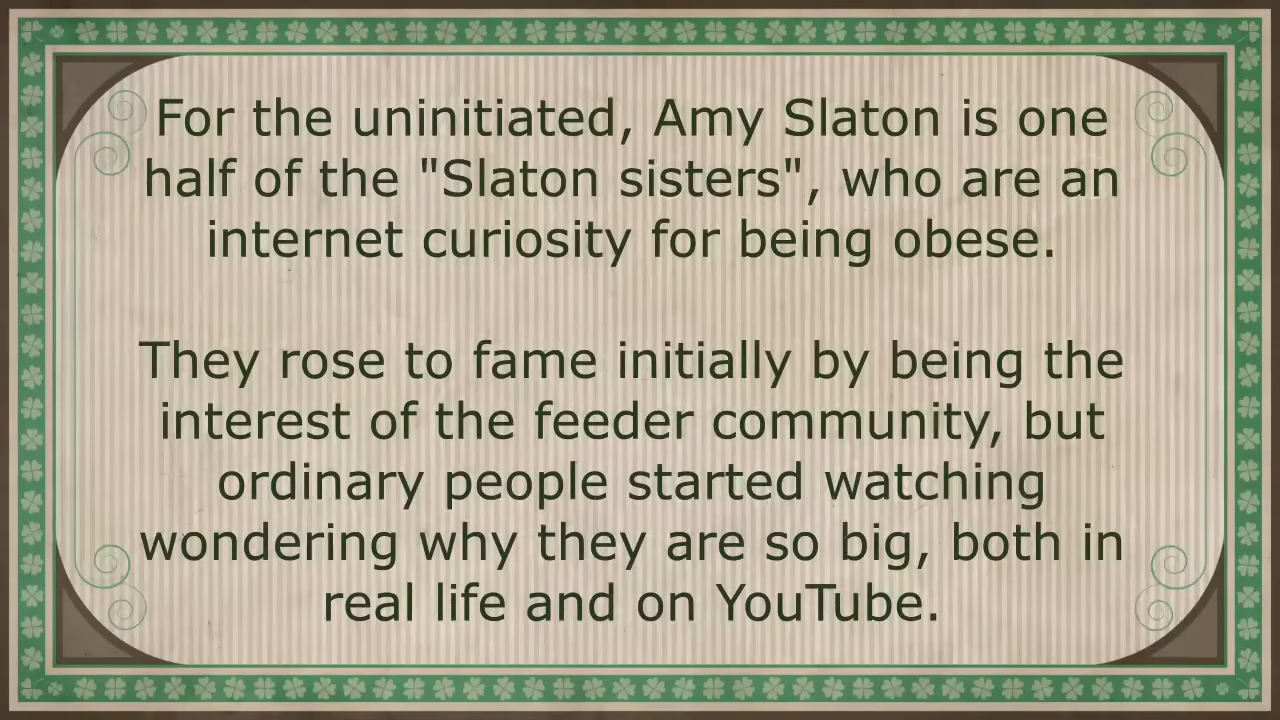 For the uninitiated, Amy Slaton is one
half of the "Slaton sisters", who are an
internet curiosity for being obese.
They rose to fame initially by being the
interest of the feeder community, but
ordinary people started watching
wondering why they are so big, both in
real life and on YouTube.